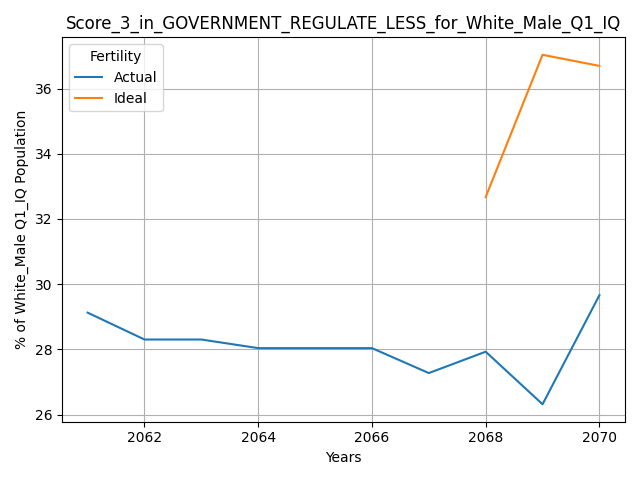 Score_3_in_GOVERNMENT_REGULATE_LESS_for_White_Male_Q1_IQ
Fertility
Actual
Ideal
% of White_Male Q1_IQ Population
36
34
32
30
28
26
2062
2064
2066
2068
2070
Years